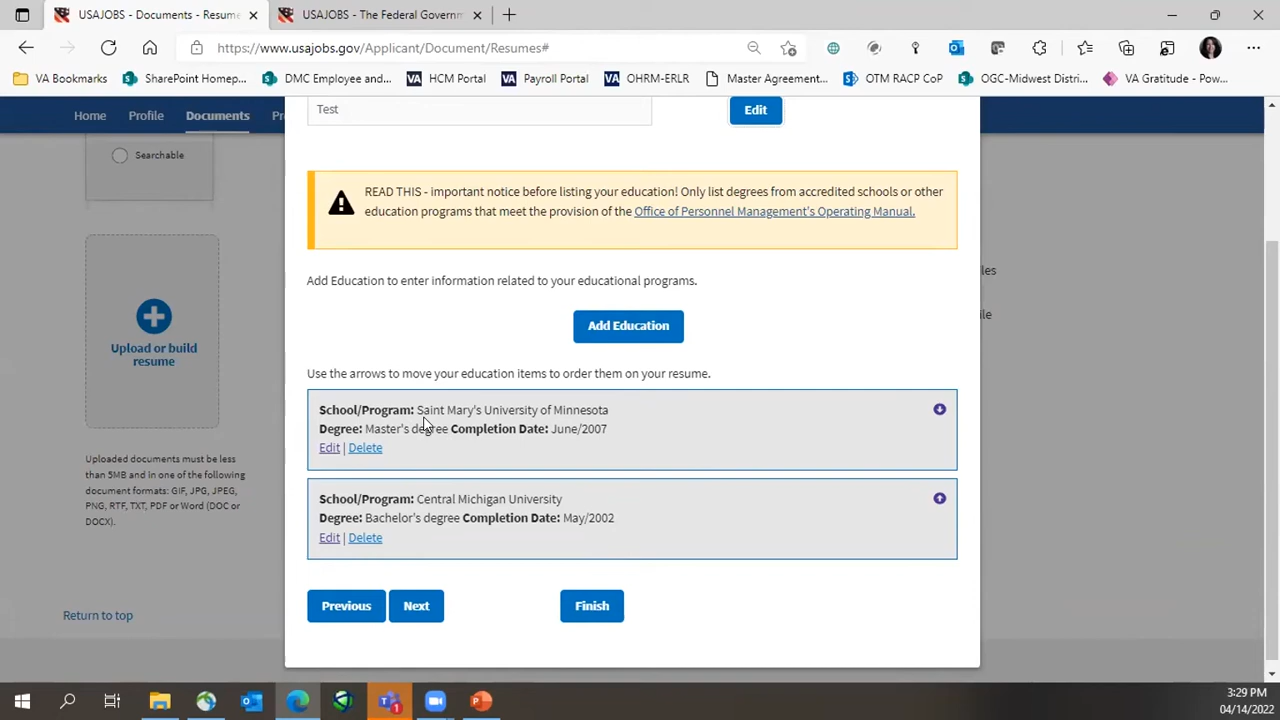 USAJOBS - Documents - Resume
USAJOBS - The Federal Governm
https://www.usajobs.gov/Applicant/Document/Resumes#
VA Bookmarks
SharePoint Homep...
DMC Employee and...
VA HCM Portal
VA Payroll Portal
VA OHRM-ERLR
Master Agreement...
OTM RACP CoP
OGC-Midwest Distri...
VA Gratitude - Pow...
Home
Profile
Documents
Pr
Test
Edit
Searchable
READ THIS - important notice before listing your education! Only list degrees from accredited schools or other
education programs that meet the provision of the Office of Personnel Management's Operating Manual.
Add Education to enter information related to your educational programs.
les
ile
Upload or build
resume
Add Education
Use the arrows to move your education items to order them on your resume.
School/Program: Saint Mary's University of Minnesota
Degree: Master's degree Completion Date: June/2007
Edit | Delete
School/Program: Central Michigan University
Degree: Bachelor's degree Completion Date: May/2002
Edit | Delete
Uploaded documents must be less
than 5MB and in one of the following
document formats: GIF, JPG, JPEG,
PNG, RTF, TXT, PDF or Word (DOC or
DOCX).
Previous
Next
Finish
Return to top
3:29 PM
04/14/2022